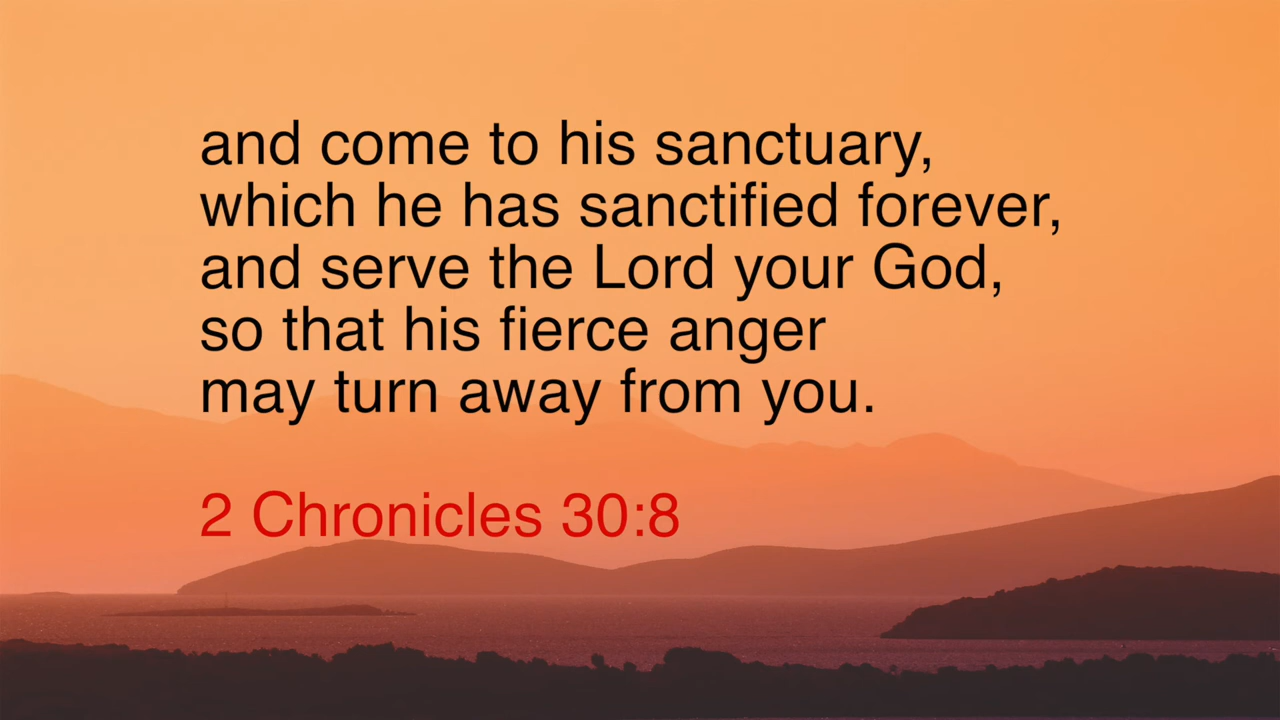 and come to his sanctuary,
which he has sanctified forever,
and serve the Lord your God,
so that his fierce anger
may turn away from you.
2 Chronicles 30:8